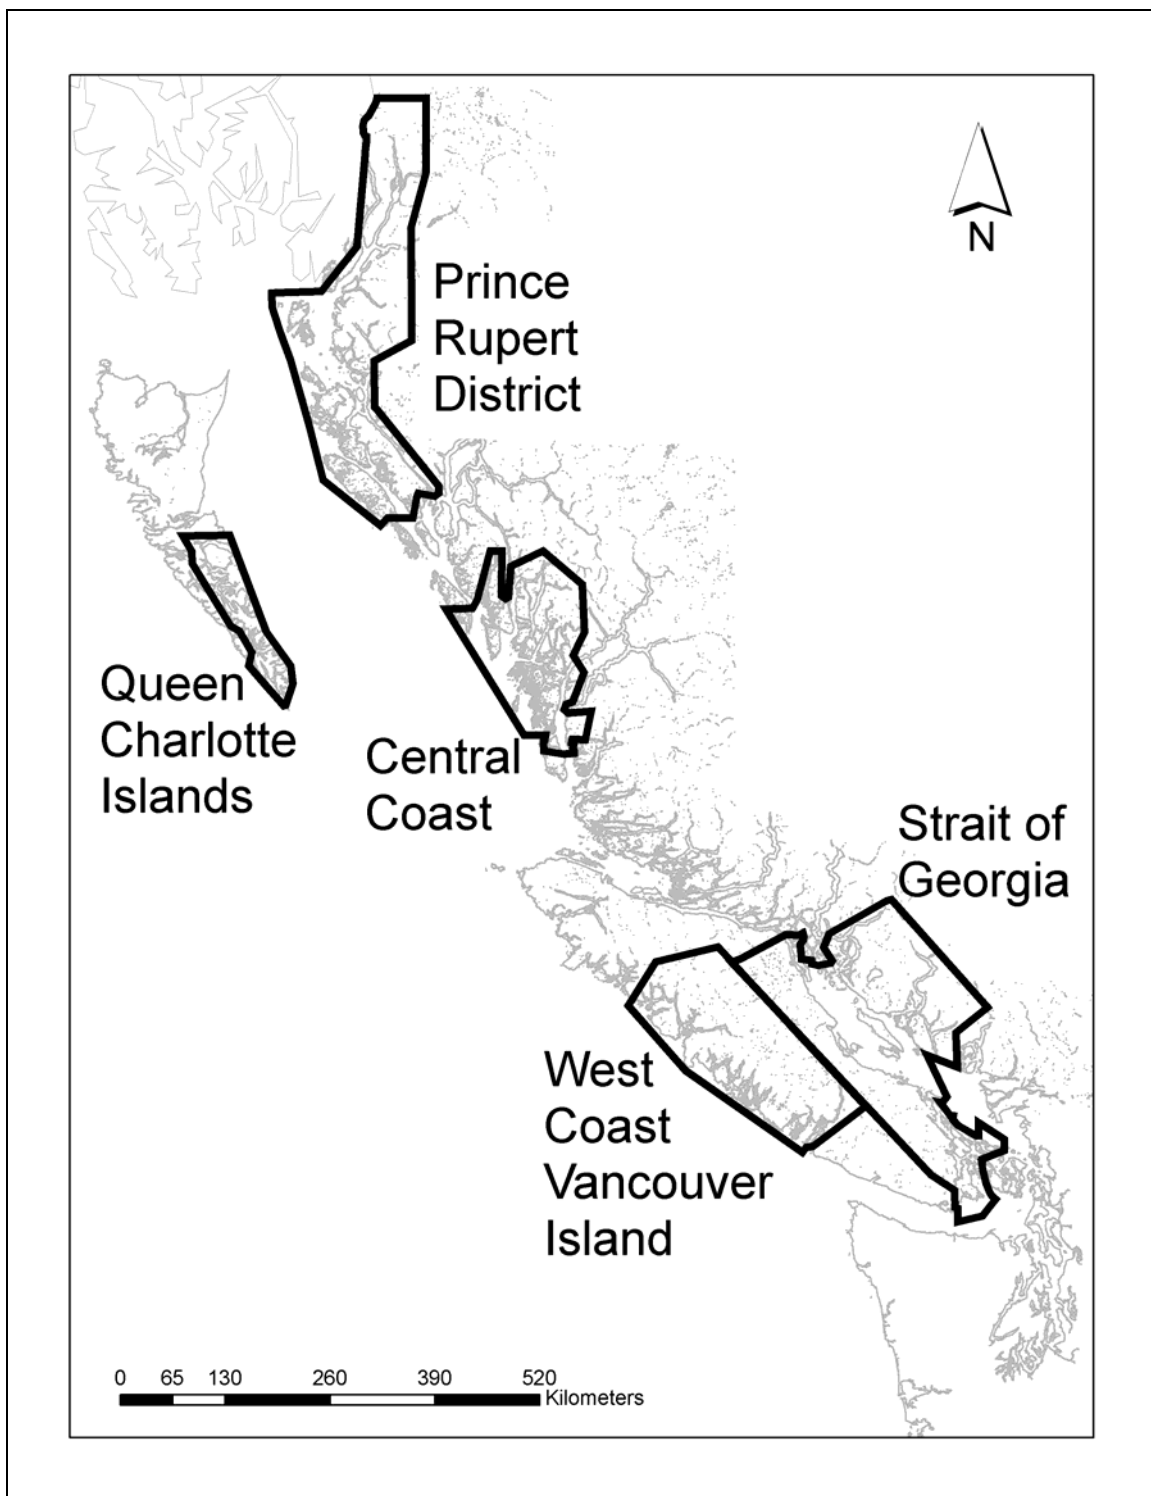 N
Prince
Rupert
District
Queen
Charlotte
Islands
Central
Coast
Strait of
Georgia
West
Coast
Vancouver
Island
0 65 130 260 390 520
Kilometers